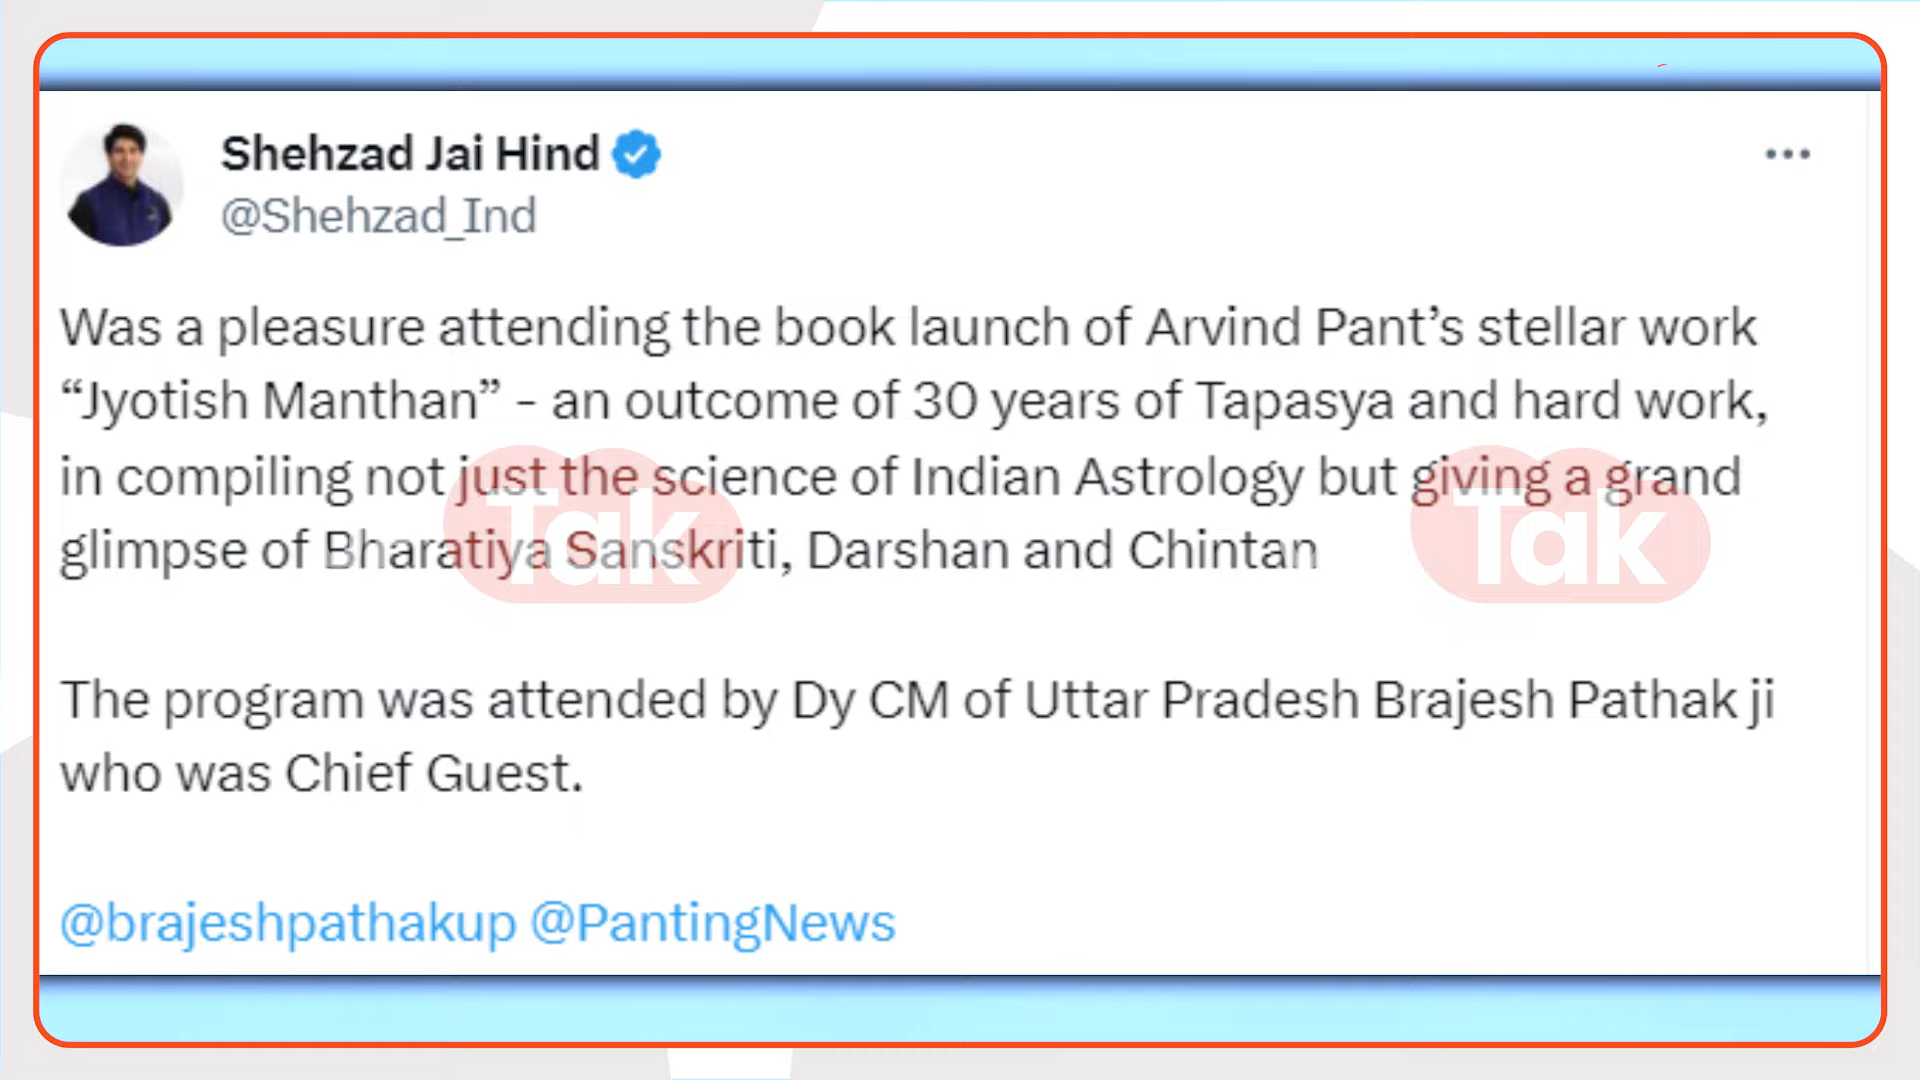 Shehzad Jai Hind
@Shehzad_Ind
Was a pleasure attending the book launch of Arvind Pant’s stellar work
“Jyotish Manthan” - an outcome of 30 years of Tapasya and hard work,
in compiling not just the science of Indian Astrology but giving a grand
glimpse of Bharatiya Sanskriti, Darshan and Chintan
Tak Tak
The program was attended by Dy CM of Uttar Pradesh Brajesh Pathak ji
who was Chief Guest.
@brajeshpathakup @PantingNews